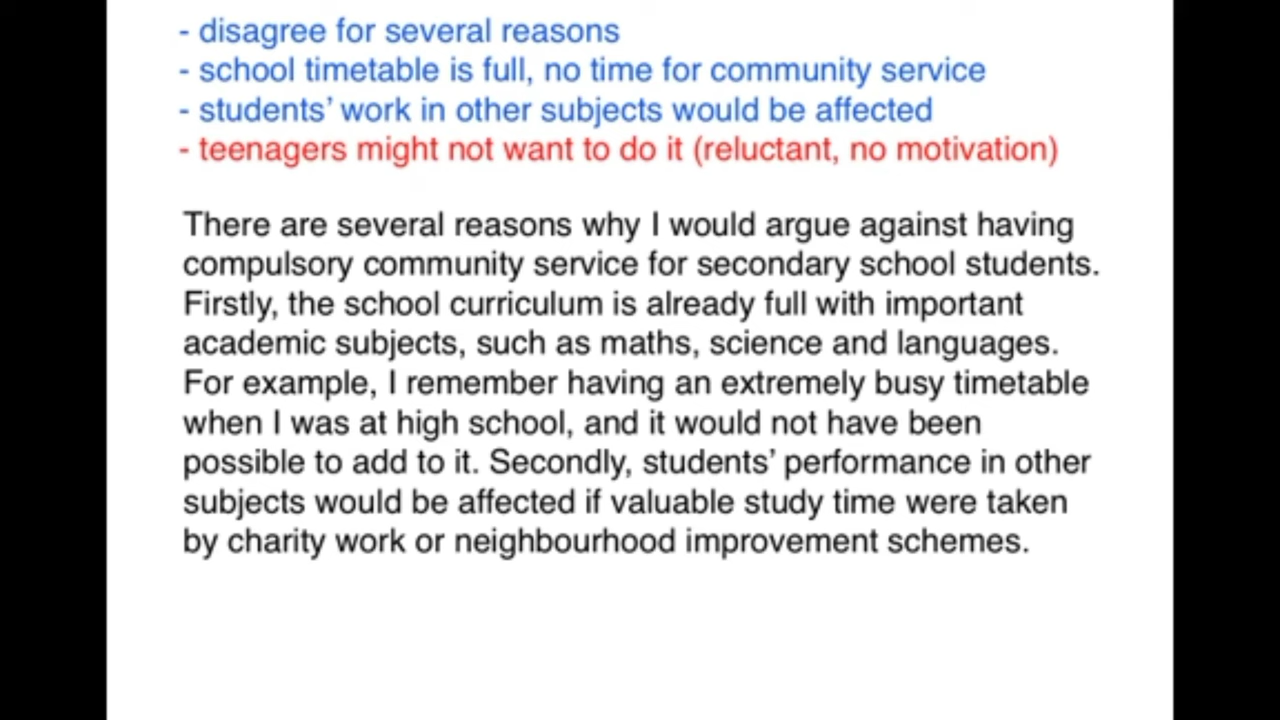 - disagree for several reasons
- school timetable is full, no time for community service
- students’ work in other subjects would be affected
- teenagers might not want to do it (reluctant, no motivation)
There are several reasons why I would argue against having
compulsory community service for secondary school students.
Firstly, the school curriculum is already full with important
academic subjects, such as maths, science and languages.
For example, I remember having an extremely busy timetable
when I was at high school, and it would not have been
possible to add to it. Secondly, students’ performance in other
subjects would be affected if valuable study time were taken
by charity work or neighbourhood improvement schemes.